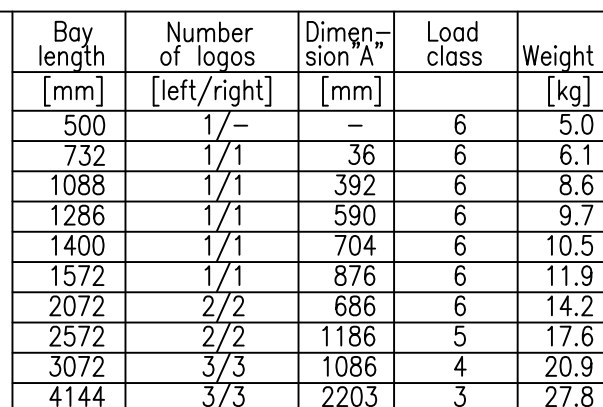 Bay length Number of logos Dimen-sion"A" Load class Weight
[mm] [left/right] [mm] [kg]
500 1/– – 6 5.0
732 1/1 36 6 6.1
1088 1/1 392 6 8.6
1286 1/1 590 6 9.7
1400 1/1 704 6 10.5
1572 1/1 876 6 11.9
2072 2/2 686 6 14.2
2572 2/2 1186 5 17.6
3072 3/3 1086 4 20.9
4144 3/3 2203 3 27.8